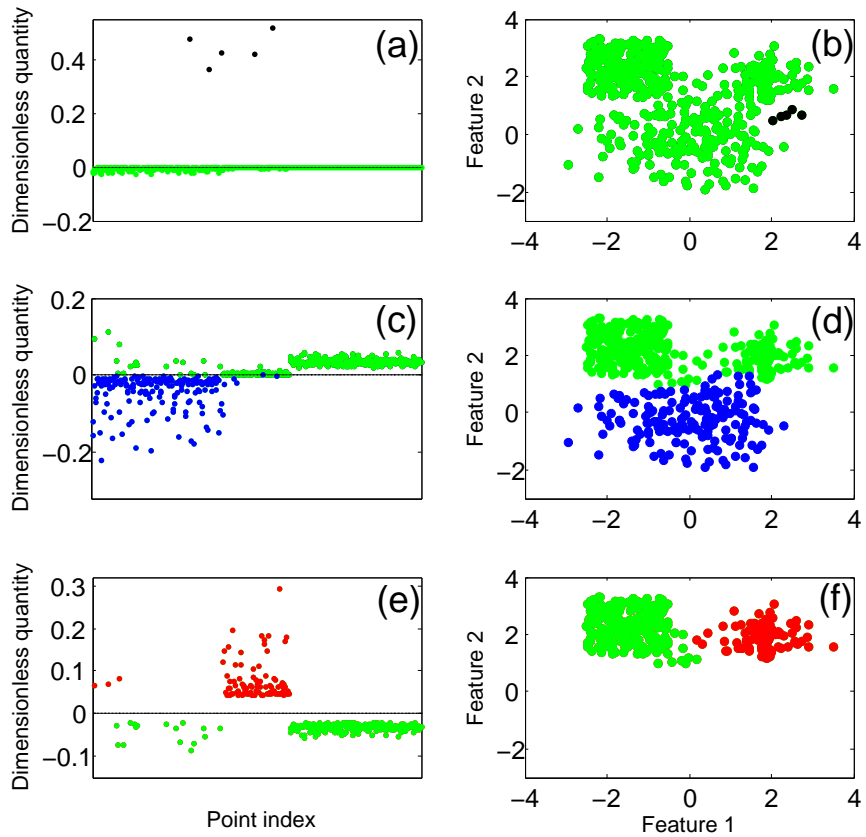 Dimensionless quantity
0.4
0.2
0
−0.2
(a)
Feature 2
4
2
0
−2
−4 −2 0 2 4
(b)
Dimensionless quantity
0.2
0
−0.2
(c)
Feature 2
4
2
0
−2
−4 −2 0 2 4
(d)
Dimensionless quantity
0.3
0.2
0.1
0
−0.1
(e)
Point index
Feature 2
4
2
0
−2
−4 −2 0 2 4
(f)
Feature 1